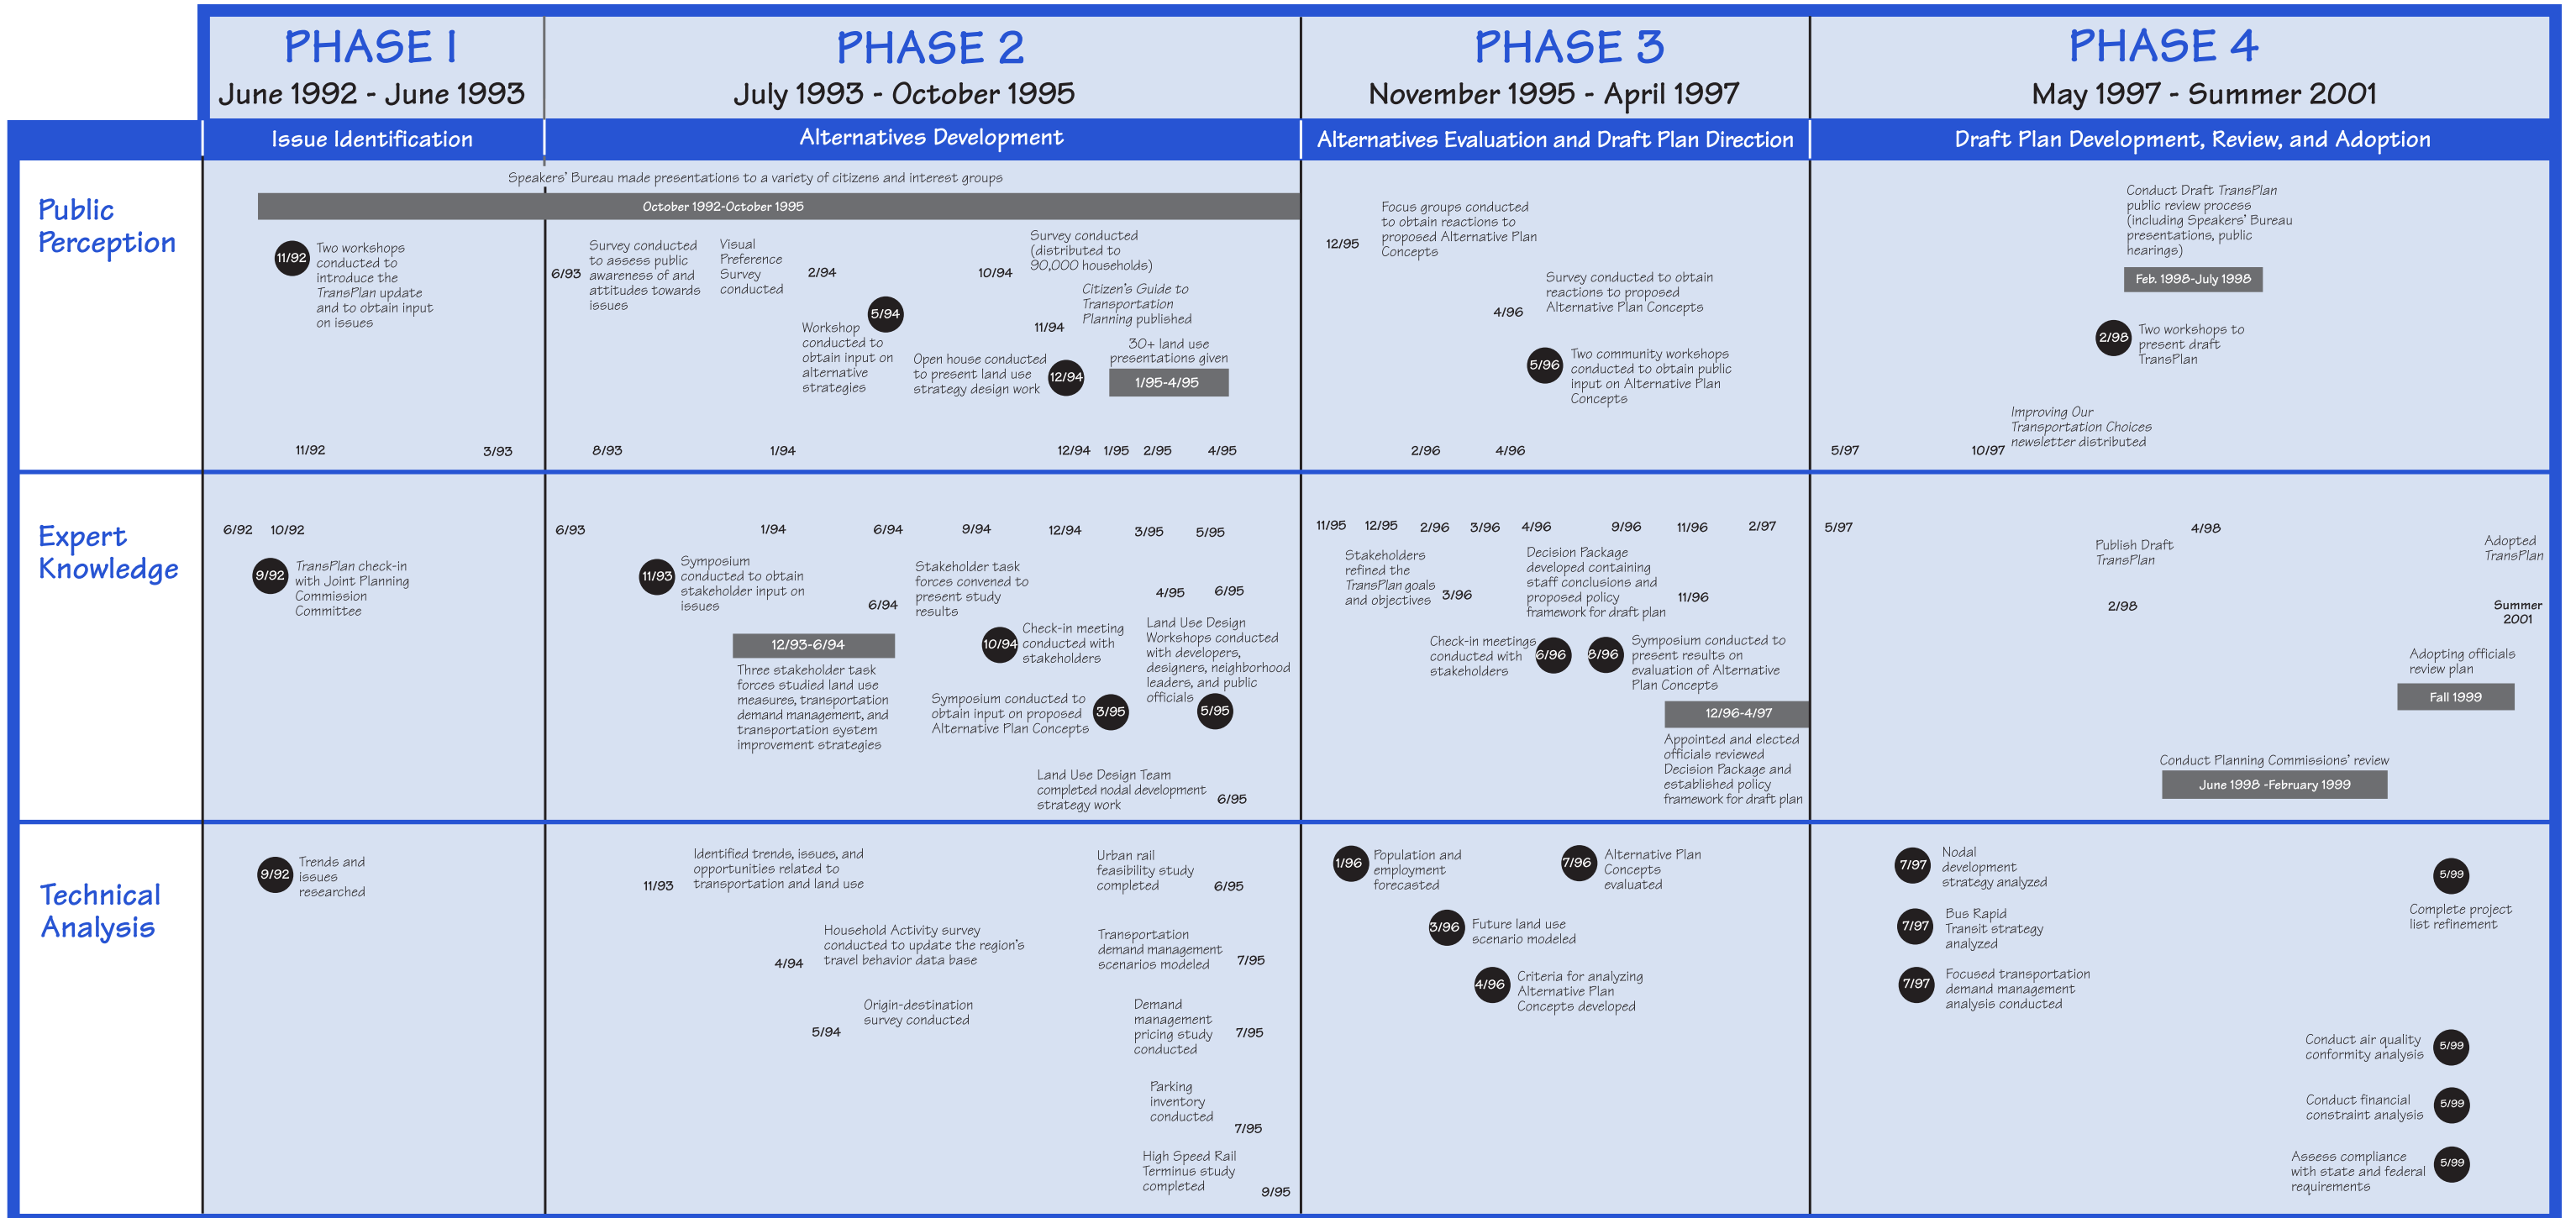 PHASE 1
June 1992 - June 1993
PHASE 2
July 1993 - October 1995
PHASE 3
November 1995 - April 1997
PHASE 4
May 1997 - Summer 2001
Issue Identification
Alternatives Development
Alternatives Evaluation and Draft Plan Direction
Draft Plan Development, Review, and Adoption
Public
Perception
Speakers' Bureau made presentations to a variety of citizens and interest groups
October 1992-October 1995
11/92
Two workshops
conducted to
introduce the
TransPlan update
and to obtain input
on issues
11/92
3/93
6/93
Survey conducted
to assess public
awareness of and
attitudes towards
issues
Visual
Preference
Survey
conducted
2/94
5/94
Workshop
conducted to
obtain input on
alternative
strategies
10/94
Survey conducted
(distributed to
90,000 households)
11/94
Citizen's Guide to
Transportation
Planning published
Open house conducted
to present land use
strategy design work
12/94
30+ land use
presentations given
1/95-4/95
8/93
1/94
12/94
1/95
2/95
4/95
12/95
Focus groups conducted
to obtain reactions to
proposed Alternative Plan
Concepts
4/96
Survey conducted to obtain
reactions to proposed
Alternative Plan Concepts
5/96
Two community workshops
conducted to obtain public
input on Alternative Plan
Concepts
2/96
4/96
Conduct Draft TransPlan
public review process
(including Speakers' Bureau
presentations, public
hearings)
Feb. 1998-July 1998
2/98
Two workshops to
present draft
TransPlan
Improving Our
Transportation Choices
newsletter distributed
5/97
10/97
Expert
Knowledge
6/92
10/92
9/92
TransPlan check-in
with Joint Planning
Commission
Committee
6/93
1/94
6/94
9/94
12/94
3/95
5/95
11/93
Symposium
conducted to obtain
stakeholder input on
issues
6/94
Stakeholder task
forces convened to
present study
results
4/95
6/95
12/93-6/94
Three stakeholder task
forces studied land use
measures, transportation
demand management, and
transportation system
improvement strategies
10/94
Check-in meeting
conducted with
stakeholders
Land Use Design
Workshops conducted
with developers,
designers, neighborhood
leaders, and public
officials
5/95
Symposium conducted to
obtain input on proposed
Alternative Plan Concepts
3/95
Land Use Design Team
completed nodal development
strategy work
6/95
11/95
12/95
2/96
3/96
4/96
9/96
11/96
2/97
Stakeholders
refined the
TransPlan goals
and objectives
3/96
Decision Package
developed containing
staff conclusions and
proposed policy
framework for draft plan
11/96
Check-in meetings
conducted with
stakeholders
6/96
8/96
Symposium conducted to
present results on
evaluation of Alternative
Plan Concepts
12/96-4/97
Appointed and elected
officials reviewed
Decision Package and
established policy
framework for draft plan
5/97
4/98
Publish Draft
TransPlan
2/98
Adopted
TransPlan
Summer
2001
Adopting officials
review plan
Fall 1999
Conduct Planning Commissions' review
June 1998 -February 1999
Technical
Analysis
9/92
Trends and
issues
researched
11/93
Identified trends, issues, and
opportunities related to
transportation and land use
4/94
Household Activity survey
conducted to update the region's
travel behavior data base
5/94
Origin-destination
survey conducted
Urban rail
feasibility study
completed
6/95
Transportation
demand management
scenarios modeled
7/95
Demand
management
pricing study
conducted
7/95
Parking
inventory
conducted
7/95
High Speed Rail
Terminus study
completed
9/95
1/96
Population and
employment
forecasted
7/96
Alternative Plan
Concepts
evaluated
3/96
Future land use
scenario modeled
4/96
Criteria for analyzing
Alternative Plan
Concepts developed
7/97
Nodal
development
strategy analyzed
7/97
Bus Rapid
Transit strategy
analyzed
7/97
Focused transportation
demand management
analysis conducted
5/99
Complete project
list refinement
Conduct air quality
conformity analysis
5/99
Conduct financial
constraint analysis
5/99
Assess compliance
with state and federal
requirements
5/99